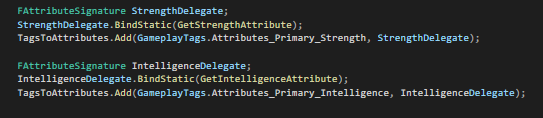 FAttributeSignature StrengthDelegate;
StrengthDelegate.BindStatic(GetStrengthAttribute);
TagsToAttributes.Add(GameplayTags.Attributes_Primary_Strength, StrengthDelegate);
FAttributeSignature IntelligenceDelegate;
IntelligenceDelegate.BindStatic(GetIntelligenceAttribute);
TagsToAttributes.Add(GameplayTags.Attributes_Primary_Intelligence, IntelligenceDelegate);